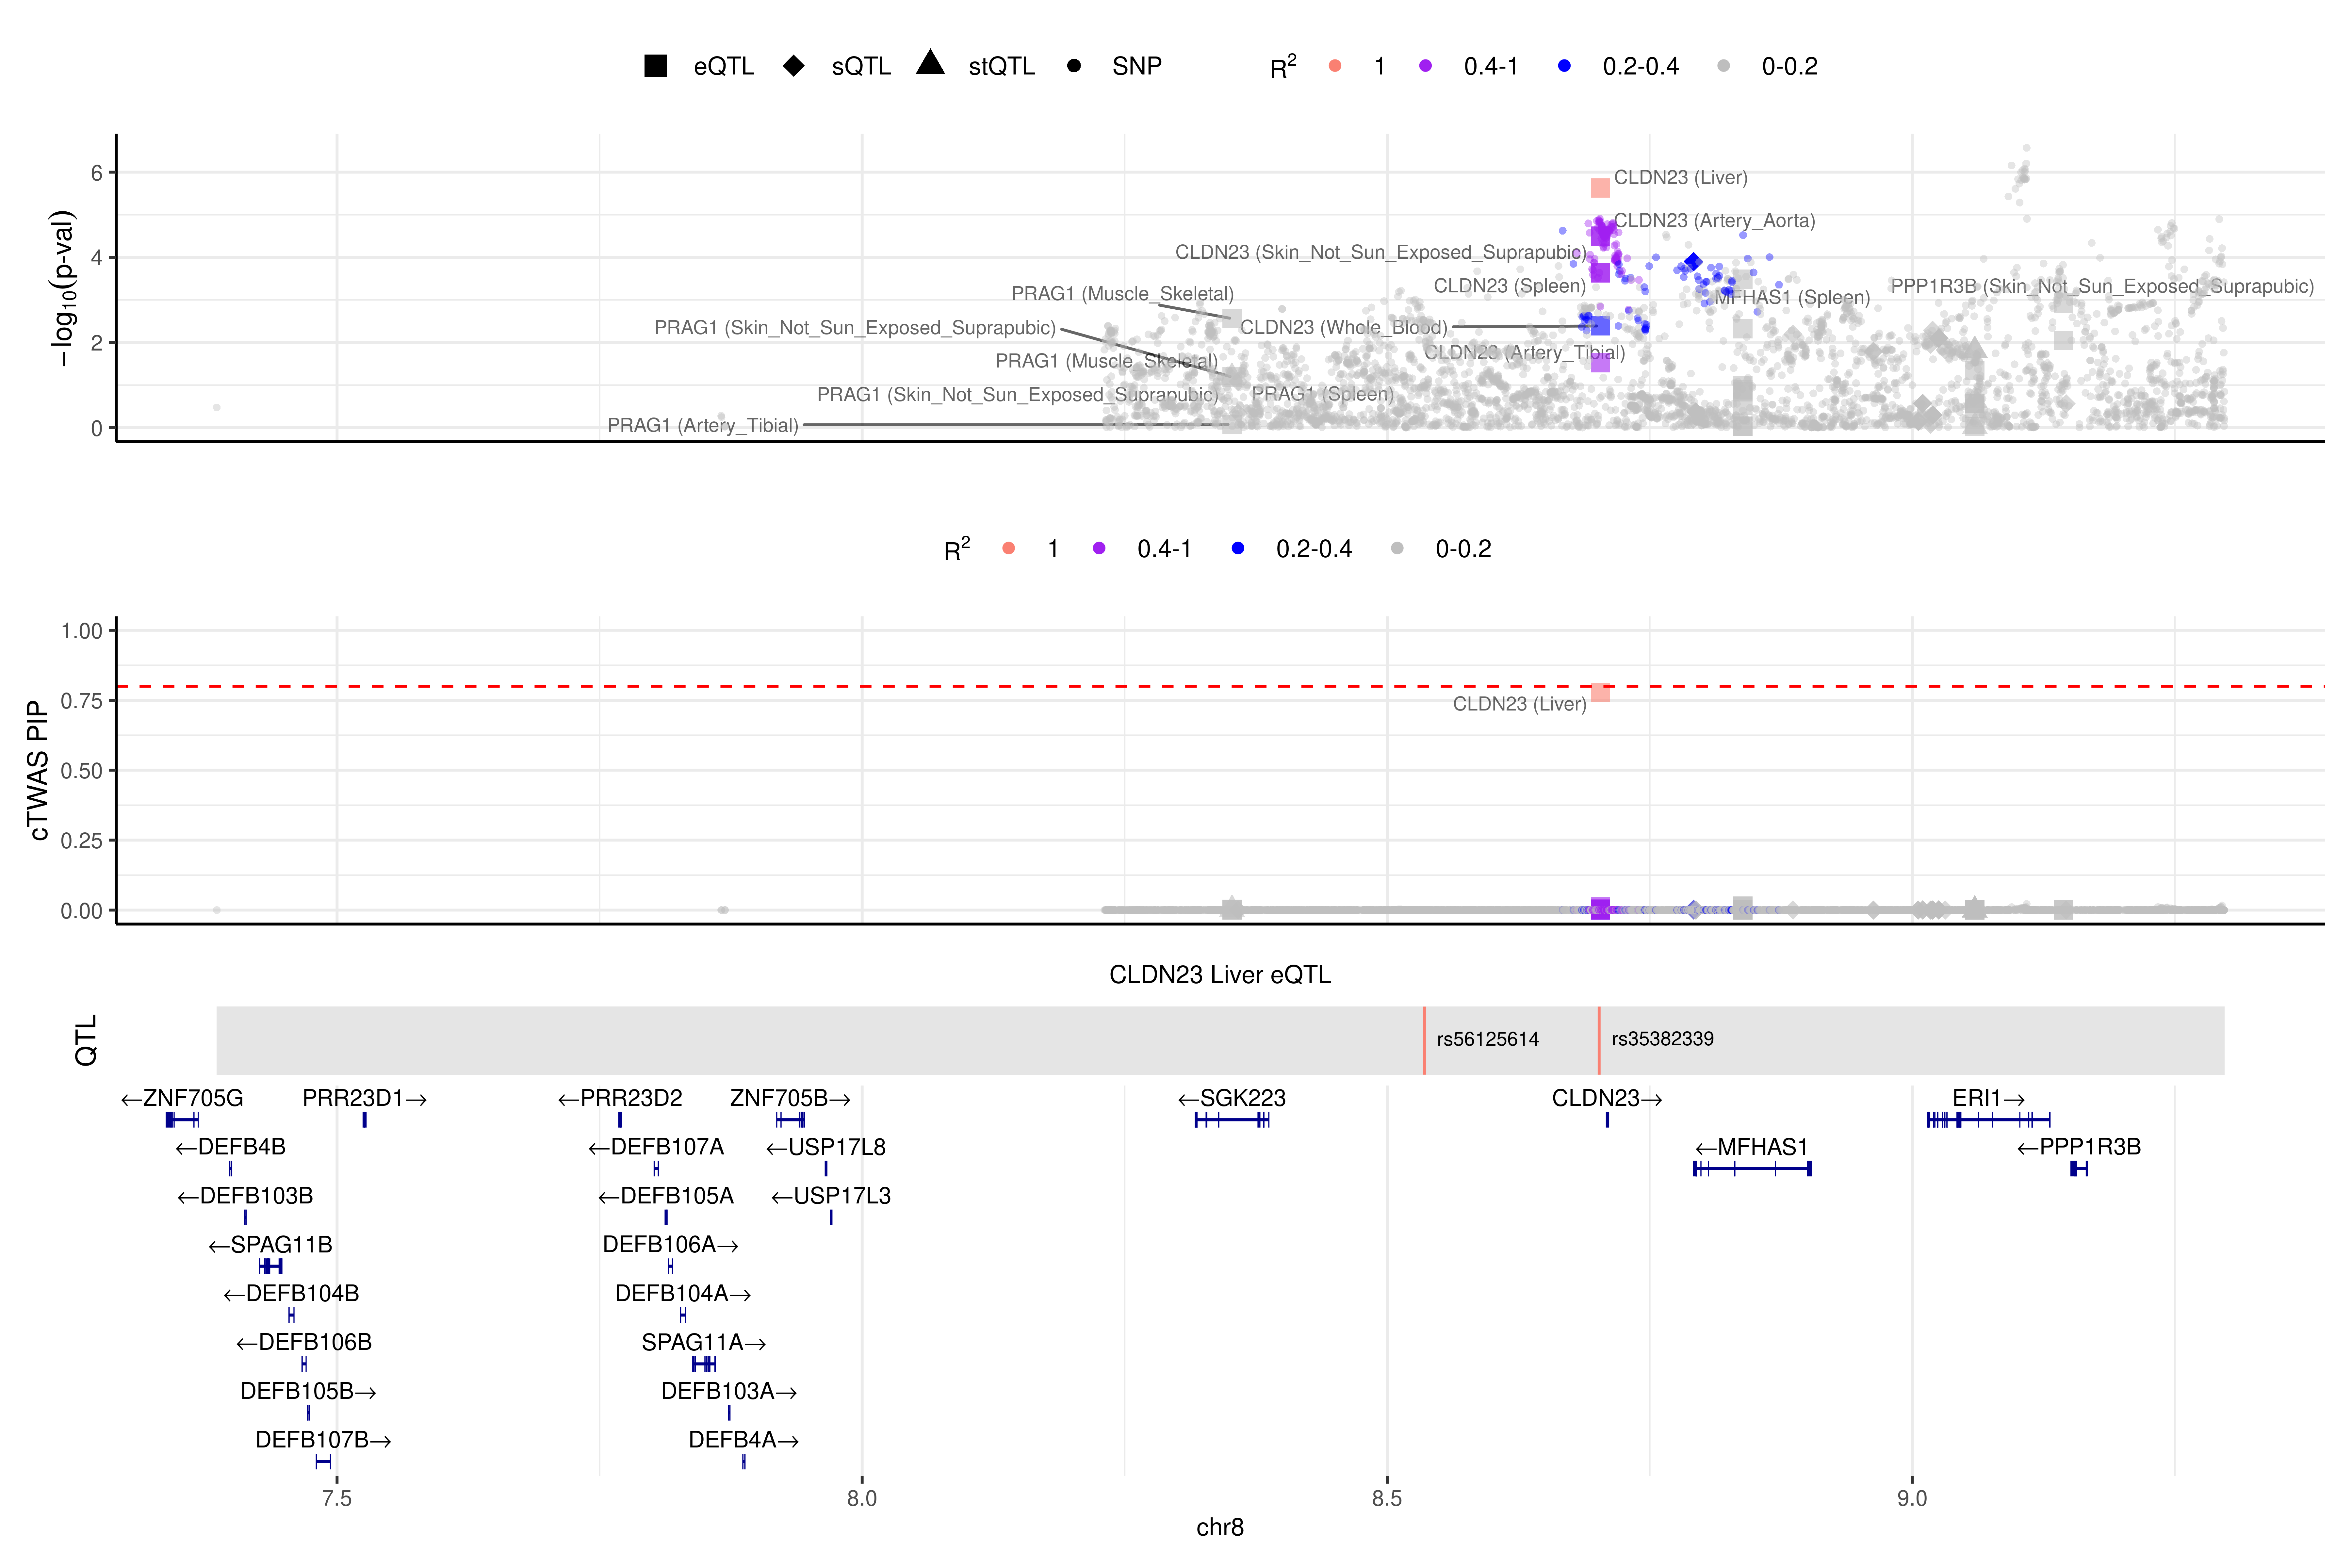 eQTL sQTL stQTL SNP R2 1 0.4-1 0.2-0.4 0-0.2
−log10(p-val)
6
4
2
0
CLDN23 (Liver)
CLDN23 (Artery_Aorta)
CLDN23 (Skin_Not_Sun_Exposed_Suprapubic)
CLDN23 (Spleen)
PPP1R3B (Skin_Not_Sun_Exposed_Suprapubic)
PRAG1 (Muscle_Skeletal)
MFHAS1 (Spleen)
PRAG1 (Skin_Not_Sun_Exposed_Suprapubic)
CLDN23 (Whole_Blood)
CLDN23 (Artery_Tibial)
PRAG1 (Muscle_Skeletal)
PRAG1 (Skin_Not_Sun_Exposed_Suprapubic)
PRAG1 (Spleen)
PRAG1 (Artery_Tibial)
R2 1 0.4-1 0.2-0.4 0-0.2
cTWAS PIP
1.00
0.75
0.50
0.25
0.00
CLDN23 (Liver)
CLDN23 Liver eQTL
QTL
rs56125614
rs35382339
←ZNF705G PRR23D1→ ←PRR23D2 ZNF705B→ ←SGK223 CLDN23→ ERI1→
←DEFB4B ←DEFB107A ←USP17L8 ←MFHAS1 ←PPP1R3B
←DEFB103B ←DEFB105A ←USP17L3
←SPAG11B DEFB106A→
←DEFB104B DEFB104A→
←DEFB106B SPAG11A→
DEFB105B→ DEFB103A→
DEFB107B→ DEFB4A→
7.5 8.0 8.5 9.0
chr8